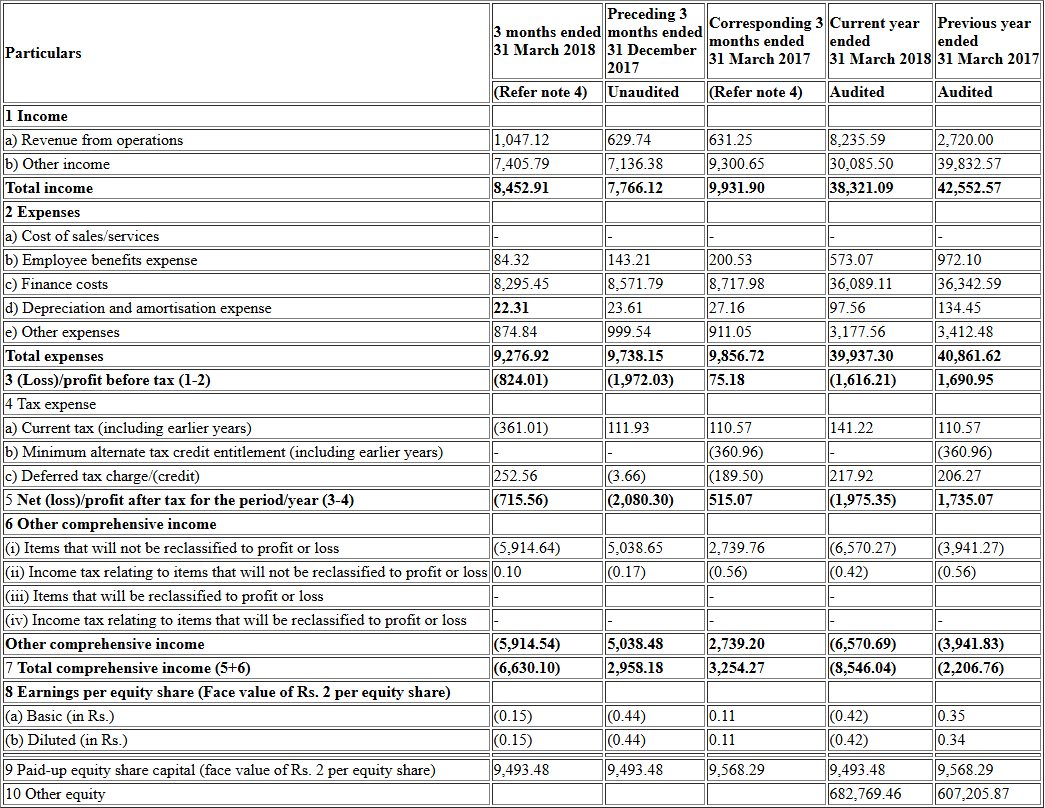 Particulars 3 months ended 31 March 2018 Preceding 3 months ended 31 December 2017 Corresponding 3 months ended 31 March 2017 Current year ended 31 March 2018 Previous year ended 31 March 2017
(Refer note 4) Unaudited (Refer note 4) Audited Audited
1 Income
a) Revenue from operations 1,047.12 629.74 631.25 8,235.59 2,720.00
b) Other income 7,405.79 7,136.38 9,300.65 30,085.50 39,832.57
Total income 8,452.91 7,766.12 9,931.90 38,321.09 42,552.57
2 Expenses
a) Cost of sales/services - - - - -
b) Employee benefits expense 84.32 143.21 200.53 573.07 972.10
c) Finance costs 8,295.45 8,571.79 8,717.98 36,089.11 36,342.59
d) Depreciation and amortisation expense 22.31 23.61 27.16 97.56 134.45
e) Other expenses 874.84 999.54 911.05 3,177.56 3,412.48
Total expenses 9,276.92 9,738.15 9,856.72 39,937.30 40,861.62
3 (Loss)/profit before tax (1-2) (824.01) (1,972.03) 75.18 (1,616.21) 1,690.95
4 Tax expense
a) Current tax (including earlier years) (361.01) 111.93 110.57 141.22 110.57
b) Minimum alternate tax credit entitlement (including earlier years) - - (360.96) - (360.96)
c) Deferred tax charge/(credit) 252.56 (3.66) (189.50) 217.92 206.27
5 Net (loss)/profit after tax for the period/year (3-4) (715.56) (2,080.30) 515.07 (1,975.35) 1,735.07
6 Other comprehensive income
(i) Items that will not be reclassified to profit or loss (5,914.64) 5,038.65 2,739.76 (6,570.27) (3,941.27)
(ii) Income tax relating to items that will not be reclassified to profit or loss 0.10 (0.17) (0.56) (0.42) (0.56)
(iii) Items that will be reclassified to profit or loss - - -
(iv) Income tax relating to items that will be reclassified to profit or loss - - - - -
Other comprehensive income (5,914.54) 5,038.48 2,739.20 (6,570.69) (3,941.83)
7 Total comprehensive income (5+6) (6,630.10) 2,958.18 3,254.27 (8,546.04) (2,206.76)
8 Earnings per equity share (Face value of Rs. 2 per equity share)
(a) Basic (in Rs.) (0.15) (0.44) 0.11 (0.42) 0.35
(b) Diluted (in Rs.) (0.15) (0.44) 0.11 (0.42) 0.34
9 Paid-up equity share capital (face value of Rs. 2 per equity share) 9,493.48 9,493.48 9,568.29 9,493.48 9,568.29
10 Other equity 682,769.46 607,205.87